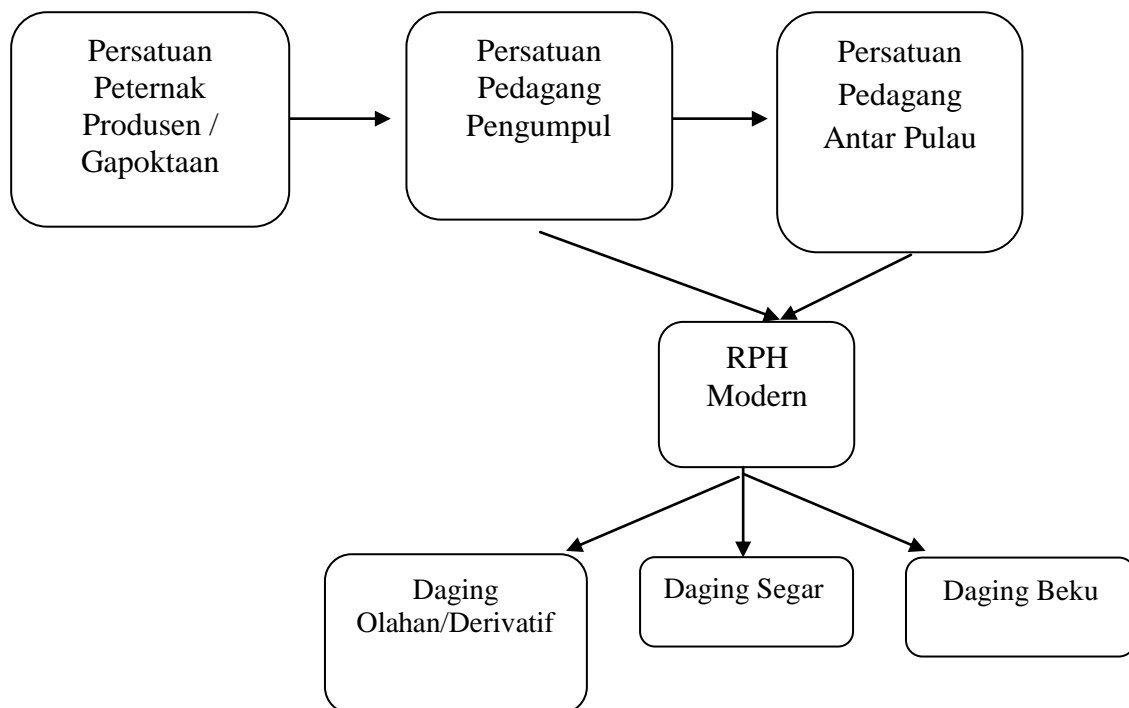 Persatuan
Peternak
Produsen /
Gapoktaan
Persatuan
Pedagang
Pengumpul
Persatuan
Pedagang
Antar Pulau
RPH
Modern
Daging
Olahan/Derivatif
Daging Segar
Daging Beku